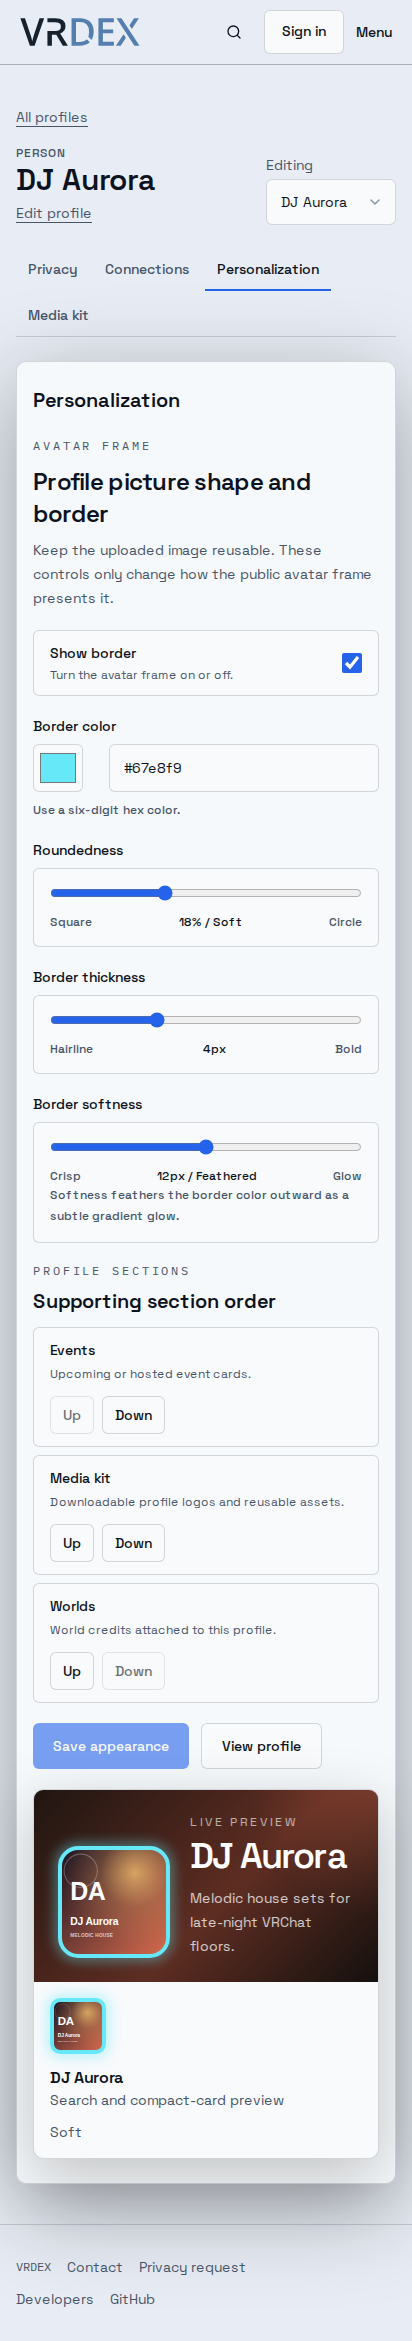 VRDEX
Sign in
Menu
All profiles
PERSON
DJ Aurora
Edit profile
Editing
DJ Aurora
Privacy
Connections
Personalization
Media kit
Personalization
AVATAR FRAME
Profile picture shape and
border
Keep the uploaded image reusable. These
controls only change how the public avatar frame
presents it.
Show border
Turn the avatar frame on or off.
Border color
#67e8f9
Use a six-digit hex color.
Roundedness
Square
18% / Soft
Circle
Border thickness
Hairline
4px
Bold
Border softness
Crisp
12px / Feathered
Glow
Softness feathers the border color outward as a
subtle gradient glow.
PROFILE SECTIONS
Supporting section order
Events
Upcoming or hosted event cards.
Up
Down
Media kit
Downloadable profile logos and reusable assets.
Up
Down
Worlds
World credits attached to this profile.
Up
Down
Save appearance
View profile
DA
DJ Aurora
MELODIC HOUSE
LIVE PREVIEW
DJ Aurora
Melodic house sets for
late-night VRChat
floors.
DA
DJ Aurora
DJ Aurora
Search and compact-card preview
Soft
VRDEX
Contact
Privacy request
Developers
GitHub